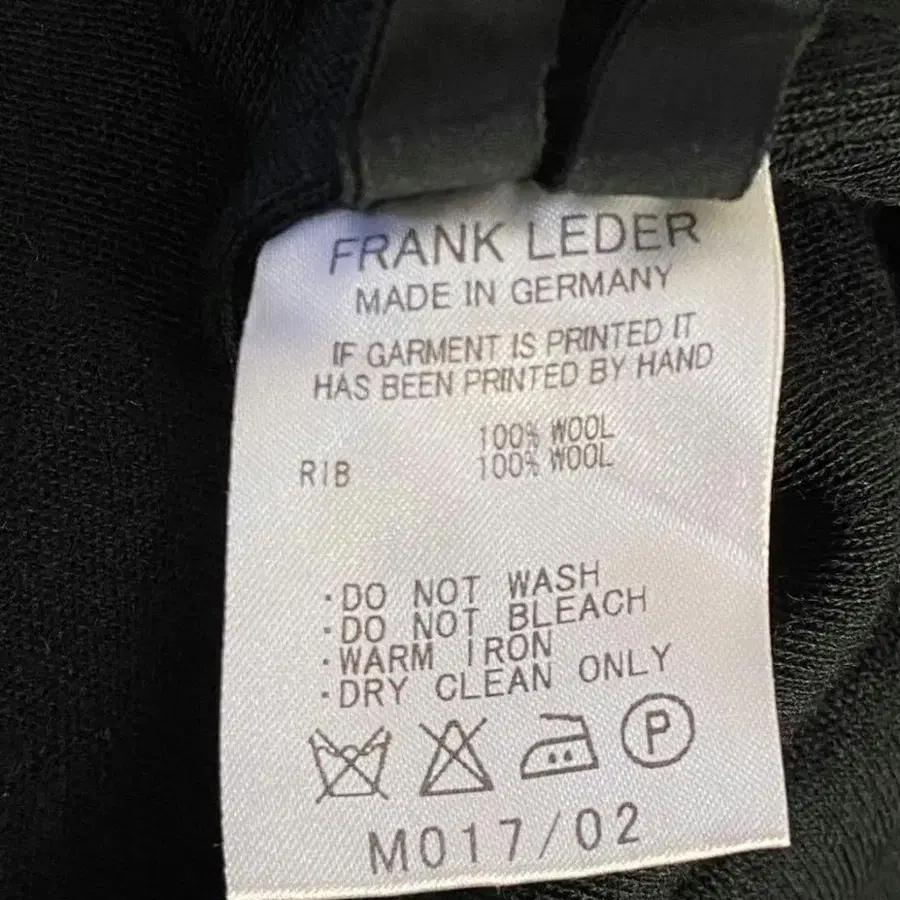 FRANK LEDER
MADE IN GERMANY
IF GARMENT IS PRINTED IT
HAS BEEN PRINTED BY HAND
100% WOOL
RIB 100% WOOL
·DO NOT WASH
·DO NOT BLEACH
·WARM IRON
·DRY CLEAN ONLY
P
M017/02